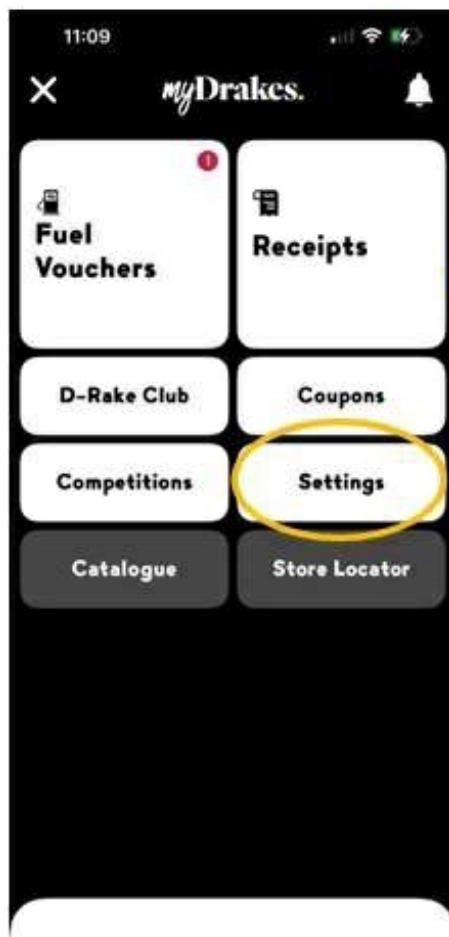 11:09
myDrakes.
Fuel
Vouchers
Receipts
D-Rake Club
Coupons
Competitions
Settings
Catalogue
Store Locator